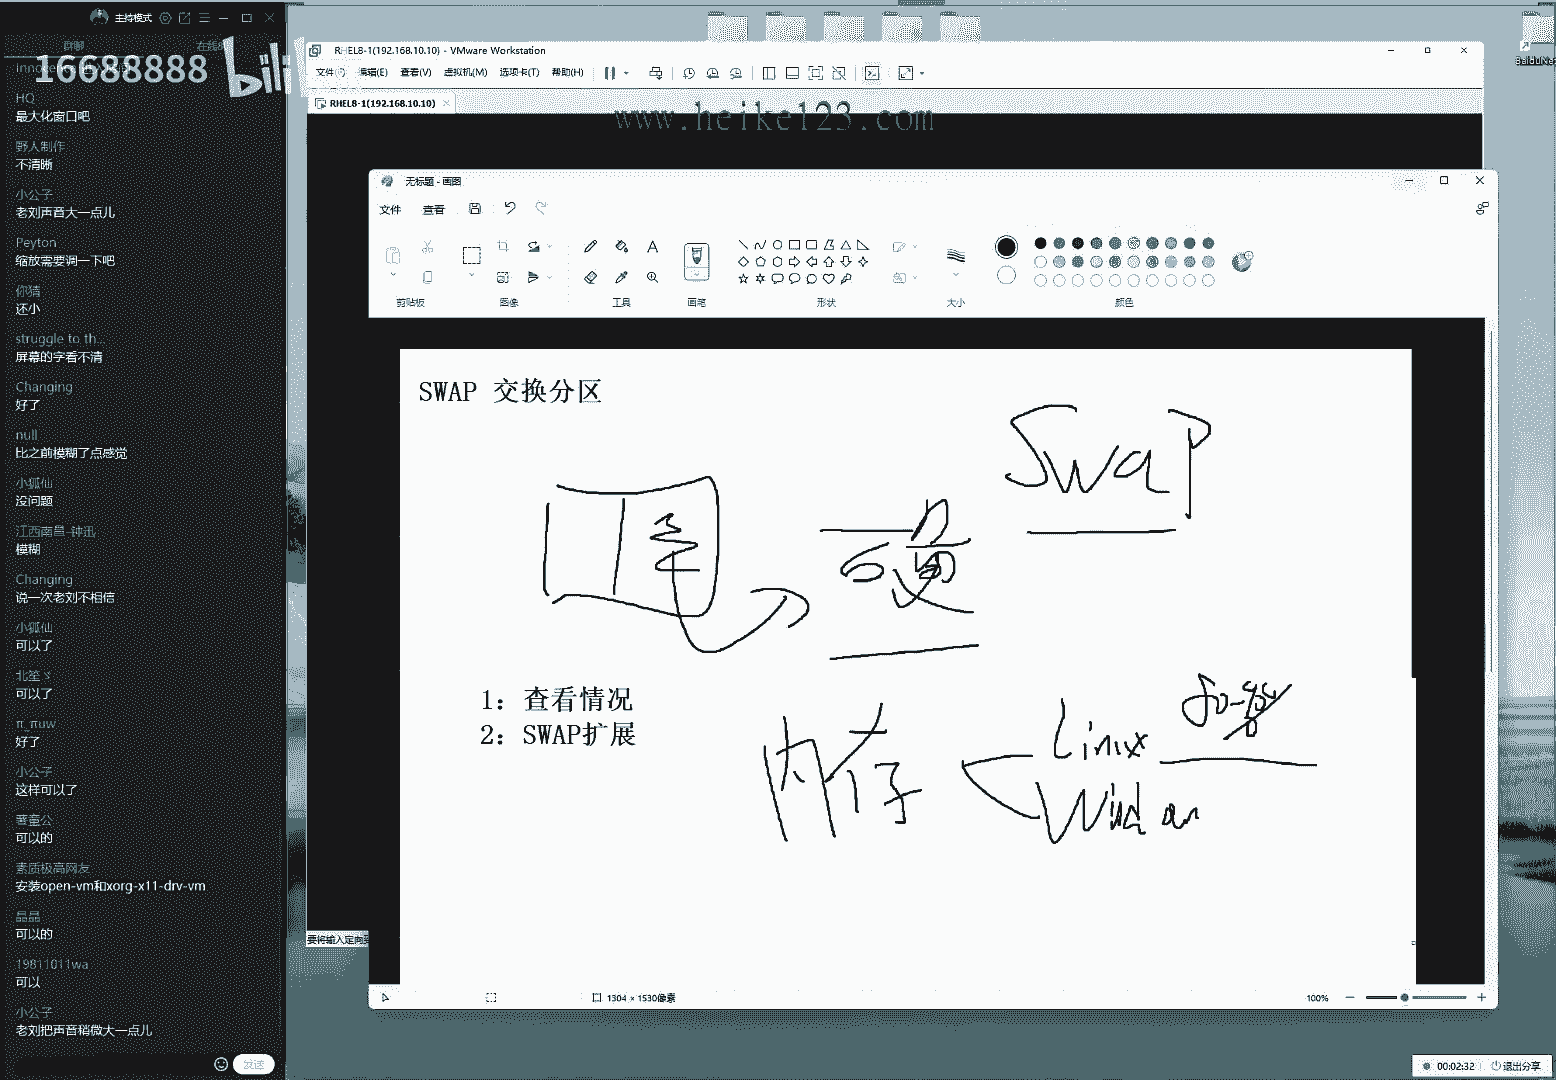 主持模式
群聊
16688888
bili
HQ
最大化窗口吧
野人制作
不清晰
小公子
老刘声音大一点儿
Peyton
缩放需要调一下吧
你猜
还小
struggle to th...
屏幕的字看不清
Changing
好了
null
比之前模糊了点感觉
小狐仙
没问题
江西南昌-钟迅
模糊
Changing
说一次老刘不相信
小狐仙
可以了
北笙ヾ
可以了
π_πuw
好了
小公子
这样可以了
著童公
可以的
素质极高网友
安装open-vm和xorg-x11-drv-vm
晶晶
可以的
19811011wa
可以
小公子
老刘把声音稍微大一点儿
发送
RHEL8-1(192.168.10.10) - VMware Workstation
文件(F) 编辑(E) 查看(V) 虚拟机(M) 选项卡(T) 帮助(H)
RHEL8-1(192.168.10.10)
www.heike123.com
无标题 - 画图
文件 查看
剪贴板 图像 工具 画笔 形状 大小 颜色
SWAP 交换分区
SWAP
硬
1: 查看情况
2: SWAP扩展
内存
Linix
要将输入定向到
1304 × 1530像素
100%
00:02:32 退出分享